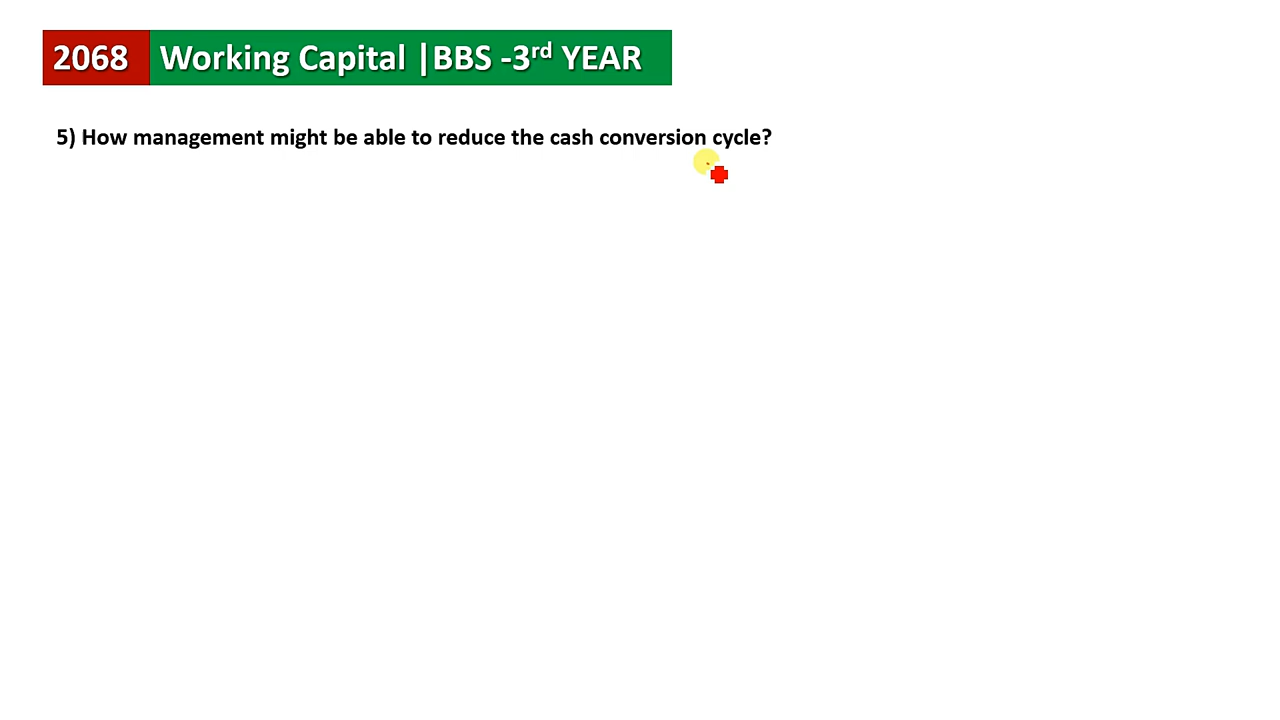 2068 Working Capital |BBS -3rd YEAR
5) How management might be able to reduce the cash conversion cycle?